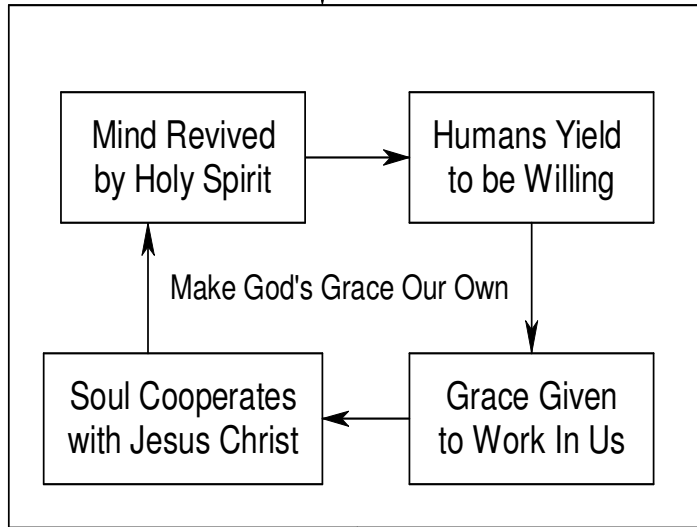 Mind Revived
by Holy Spirit
Humans Yield
to be Willing
Make God's Grace Our Own
Soul Cooperates
with Jesus Christ
Grace Given
to Work In Us